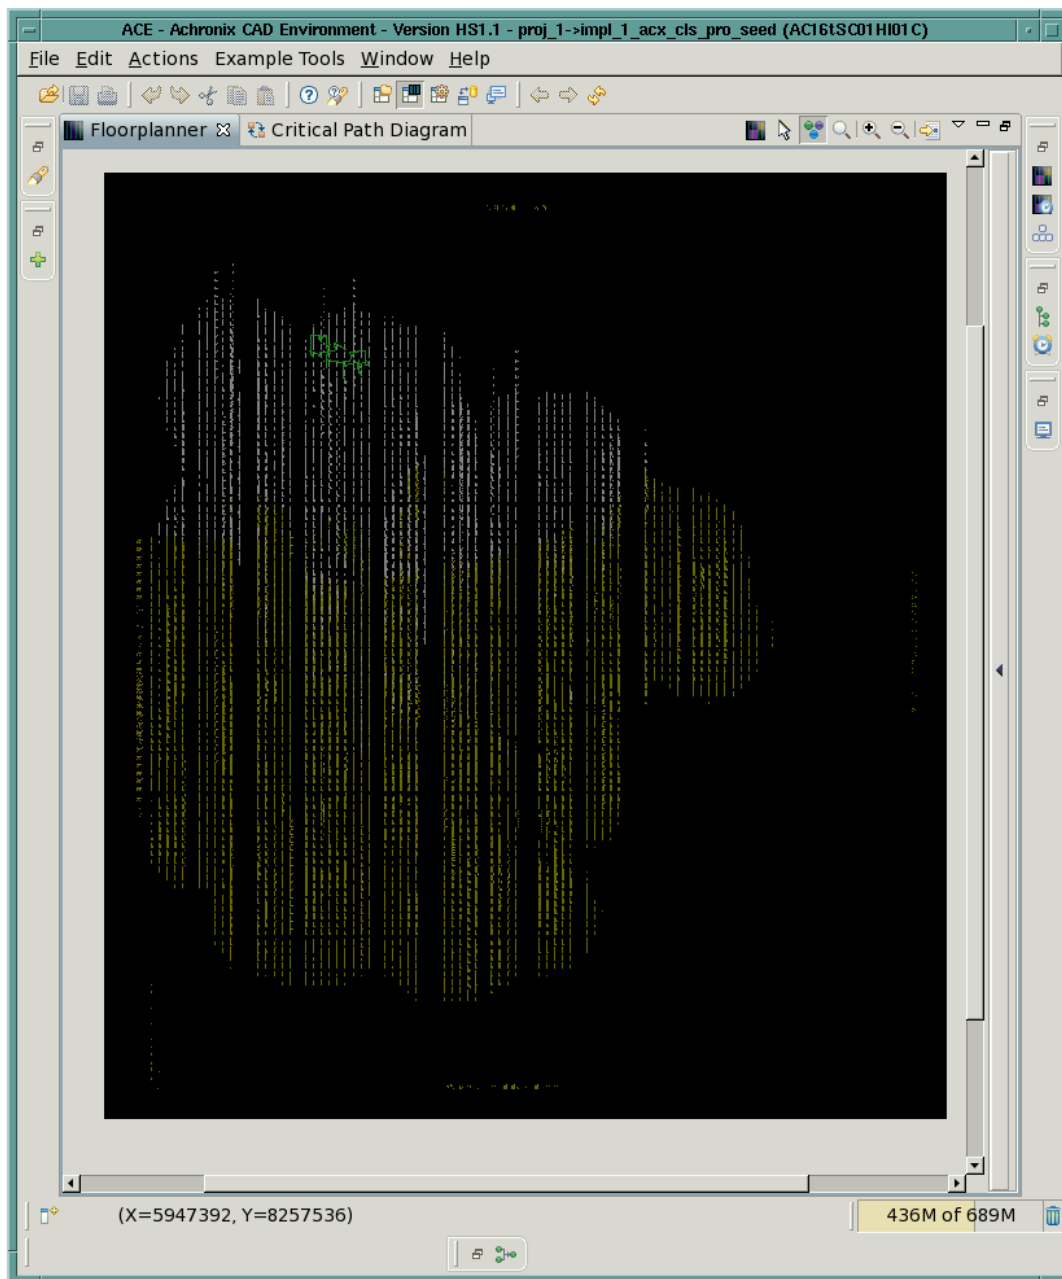 ACE - Achronix CAD Environment - Version HS1.1 - proj_1->impl_1_acx_cls_pro_seed (AC16tSC01HI01C)
File Edit Actions Example Tools Window Help
Floorplanner Critical Path Diagram
(X=5947392, Y=8257536) 436M of 689M